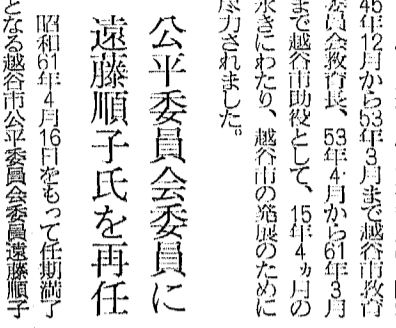 45年12月から53年3月まで越谷市教育
委員会教育長、53年4月から61年3月
まで越谷市助役として、15年4ヵ月の
永きにわたり、越谷市の発展のために
尽力されました。
公平委員会委員に
遠藤順子氏を再任
昭和61年4月16日をもって任期満了
となる越谷市公平委員会委員遠藤順子